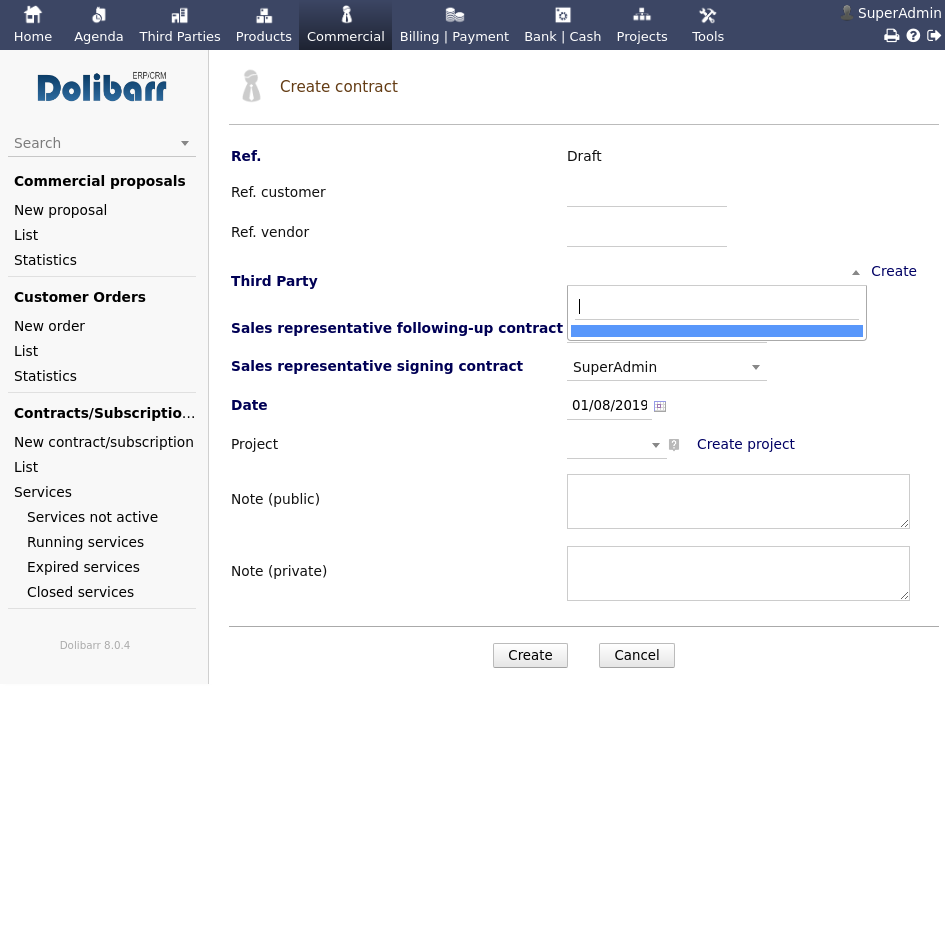 Home Agenda Third Parties Products Commercial Billing | Payment Bank | Cash Projects Tools
SuperAdmin
Dolibarr ERP/CRM
Search
Commercial proposals
New proposal
List
Statistics
Customer Orders
New order
List
Statistics
Contracts/Subscriptio...
New contract/subscription
List
Services
Services not active
Running services
Expired services
Closed services
Dolibarr 8.0.4
Create contract
Ref. Draft
Ref. customer
Ref. vendor
Third Party Create
Sales representative following-up contract
Sales representative signing contract SuperAdmin
Date 01/08/2019
Project Create project
Note (public)
Note (private)
Create Cancel